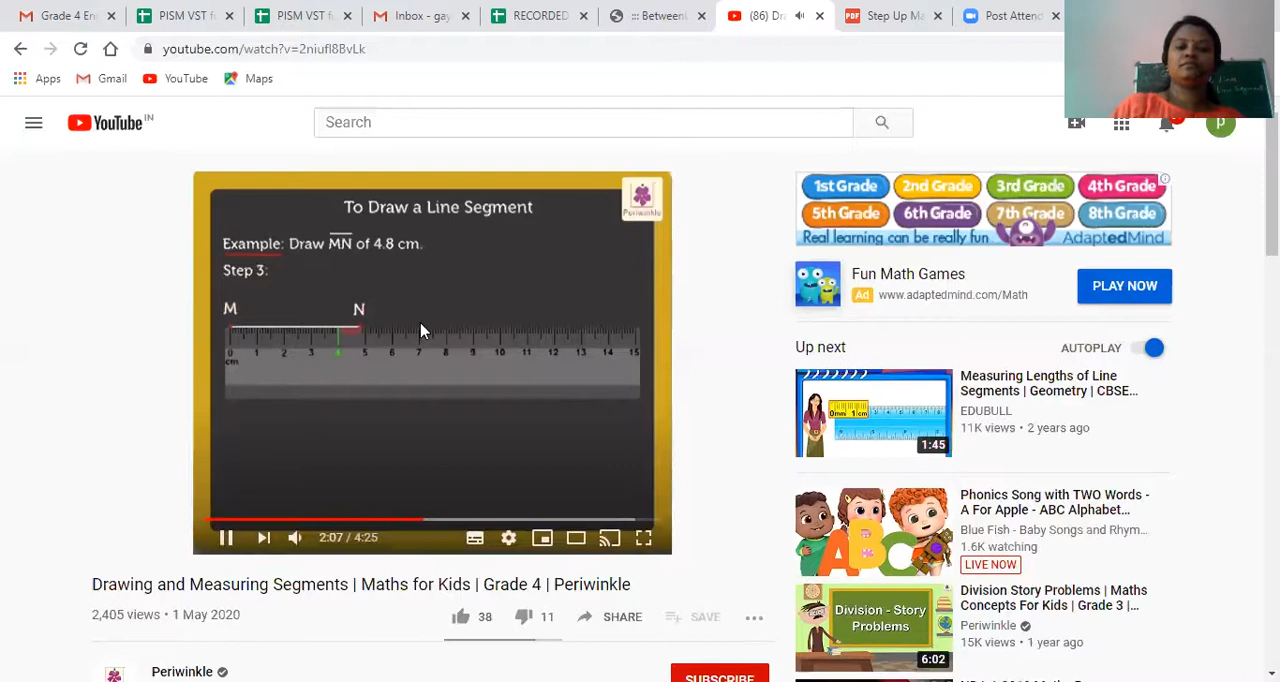 Grade 4 En
PISM VST f
PISM VST f
Inbox - gay
RECORDED
::: Between
(86) Dr
Step Up Ma
Post Attend
youtube.com/watch?v=2niufl8BvLk
Apps
Gmail
YouTube
Maps
YouTube IN
Search
P
To Draw a Line Segment
Periwinkle
Example: Draw MN of 4.8 cm.
Step 3:
M N
0 1 2 3 4 5 6 7 8 9 10 11 12 13 14 15
cm
2:07 / 4:25
Drawing and Measuring Segments | Maths for Kids | Grade 4 | Periwinkle
2,405 views • 1 May 2020
38
11
SHARE
SAVE
Periwinkle
SUBSCRIBE
1st Grade 2nd Grade 3rd Grade 4th Grade
5th Grade 6th Grade 7th Grade 8th Grade
Real learning can be really fun! AdaptedMind
Fun Math Games
Ad www.adaptedmind.com/Math
PLAY NOW
Up next
AUTOPLAY
Measuring Lengths of Line
Segments | Geometry | CBSE...
EDUBULL
11K views • 2 years ago
1:45
Phonics Song with TWO Words -
A For Apple - ABC Alphabet...
Blue Fish - Baby Songs and Rhym...
1.6K watching
LIVE NOW
ABC
Division Story Problems | Maths
Concepts For Kids | Grade 3 |...
Periwinkle
15K views • 1 year ago
Division - Story
Problems
6:02